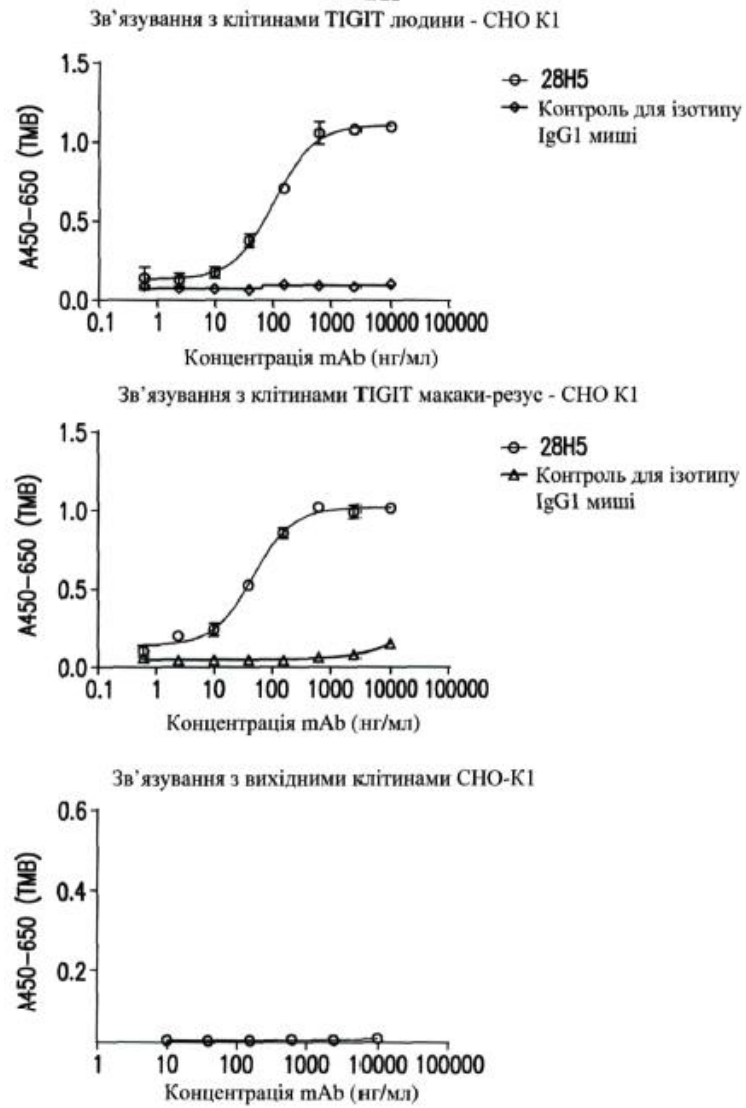 Зв’язування з клітинами TIGIT людини - CHO K1
1.5
1.0
0.5
0.0
A450-650 (TMB)
0.1 1 10 100 1000 10000 100000
Концентрація mAb (нг/мл)
28H5
Контроль для ізотипу
IgG1 миші
Зв’язування з клітинами TIGIT макаки-резус - CHO K1
1.5
1.0
0.5
0.0
A450-650 (TMB)
0.1 1 10 100 1000 10000 100000
Концентрація mAb (нг/мл)
28H5
Контроль для ізотипу
IgG1 миші
Зв’язування з вихідними клітинами CHO-K1
0.6
0.4
0.2
A450-650 (TMB)
1 10 100 1000 10000 100000
Концентрація mAb (нг/мл)